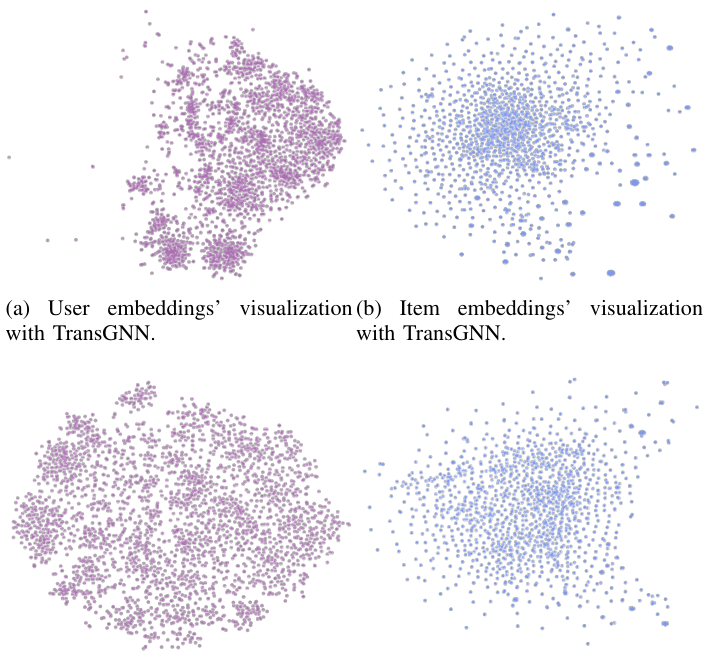 (a) User embeddings' visualization
with TransGNN.
(b) Item embeddings' visualization
with TransGNN.